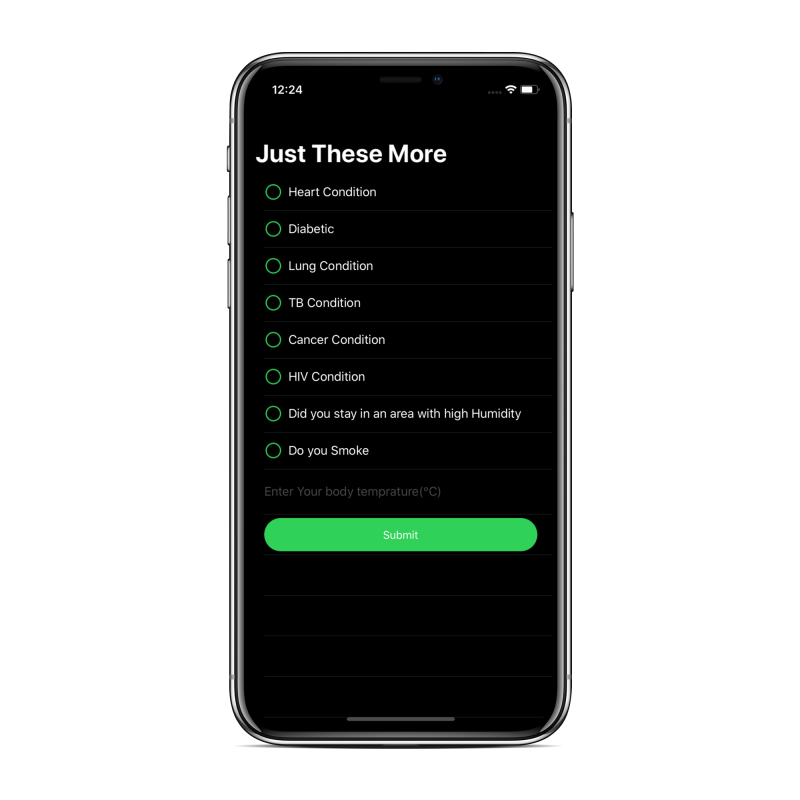 12:24
Just These More
Heart Condition
Diabetic
Lung Condition
TB Condition
Cancer Condition
HIV Condition
Did you stay in an area with high Humidity
Do you Smoke
Enter Your body temprature(°C)
Submit